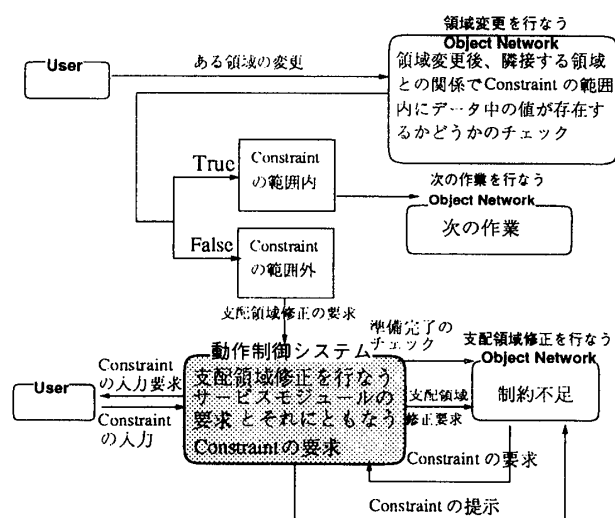 領域変更を行なう
Object Network
User
ある領域の変更
領域変更後、隣接する領域
との関係でConstraint の範囲
内にデータ中の値が存在す
るかどうかのチェック
True
Constraint
の範囲内
次の作業を行なう
Object Network
次の作業
False
Constraint
の範囲外
支配領域修正の要求
動作制御システム
準備完了の
チェック
支配領域修正を行なう
Object Network
Constraint
の入力要求
User
Constraint
の入力
支配領域修正を行なう
サービスモジュールの
要求とそれにともなう
Constraintの要求
支配領域
修正要求
制約不足
Constraint の要求
Constraintの提示